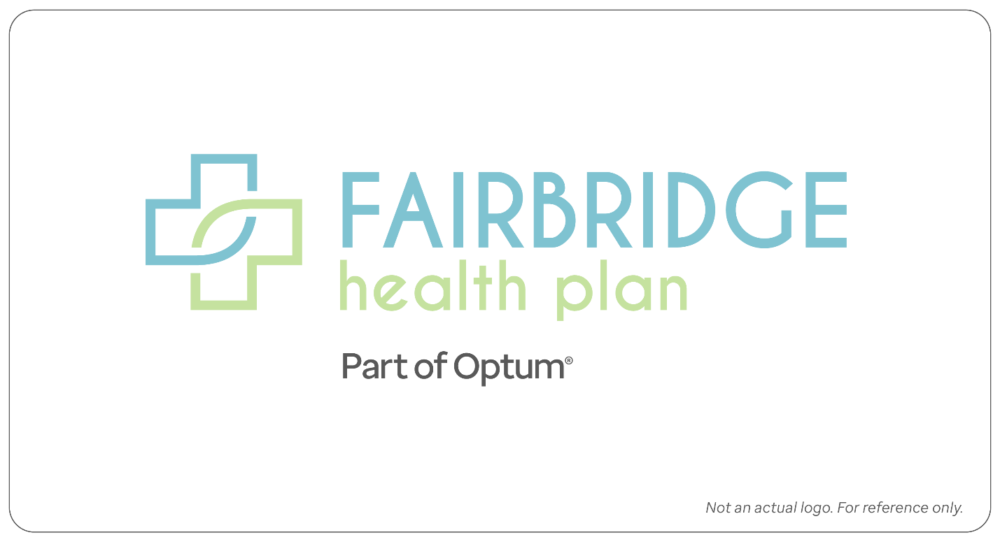 FAIRBRIDGE
health plan
Part of Optum®
Not an actual logo. For reference only.